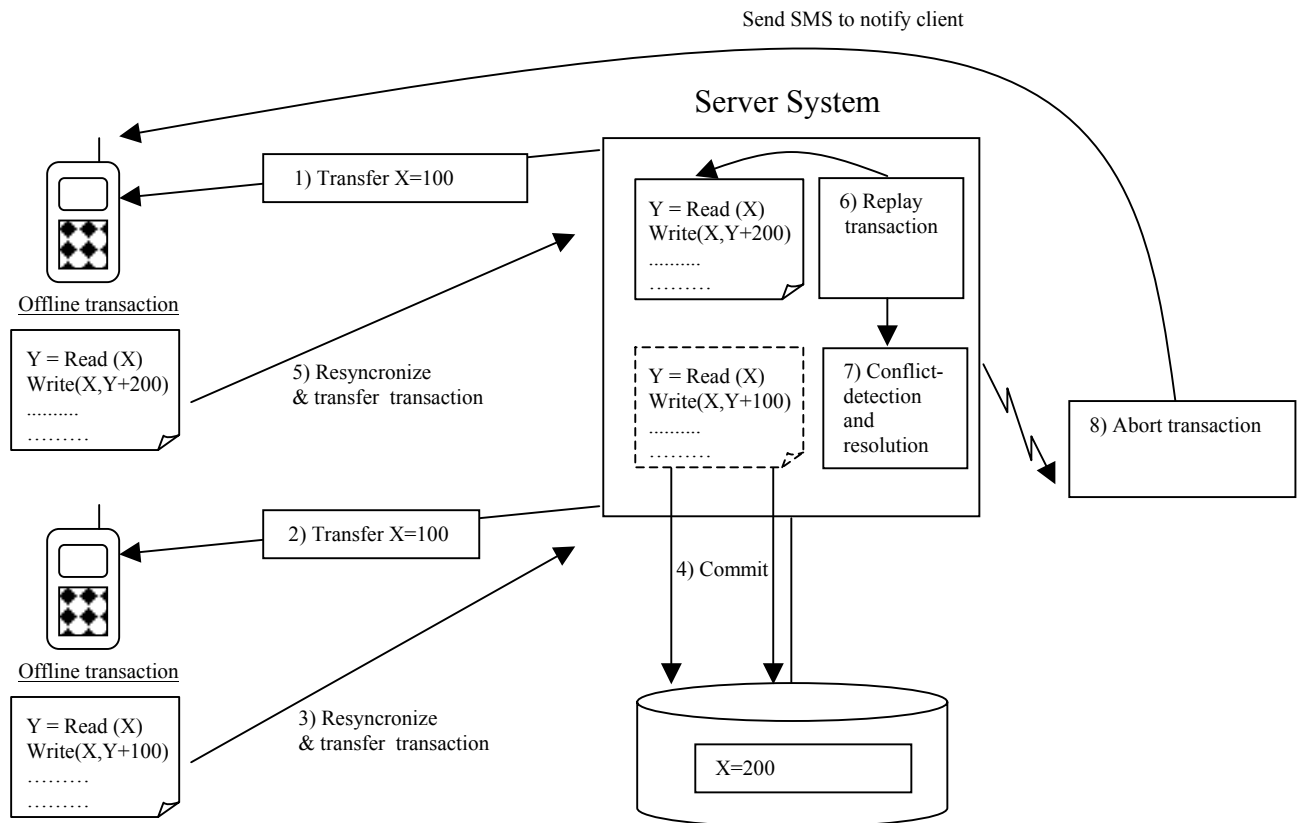 Send SMS to notify client
Server System
1) Transfer X=100
Y = Read (X)
Write(X,Y+200)
..........
.........
6) Replay
transaction
Offline transaction
Y = Read (X)
Write(X,Y+200)
..........
.........
5) Resyncronize
& transfer transaction
Y = Read (X)
Write(X,Y+100)
..........
.........
7) Conflict-
detection
and
resolution
8) Abort transaction
2) Transfer X=100
4) Commit
Offline transaction
Y = Read (X)
Write(X,Y+100)
.........
.........
3) Resyncronize
& transfer transaction
X=200